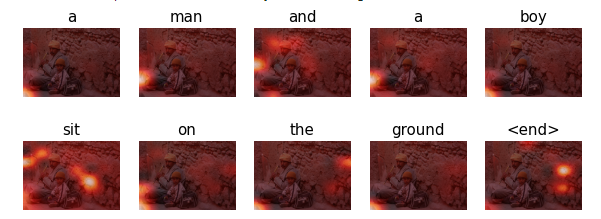 a man and a boy
sit on the ground <end>